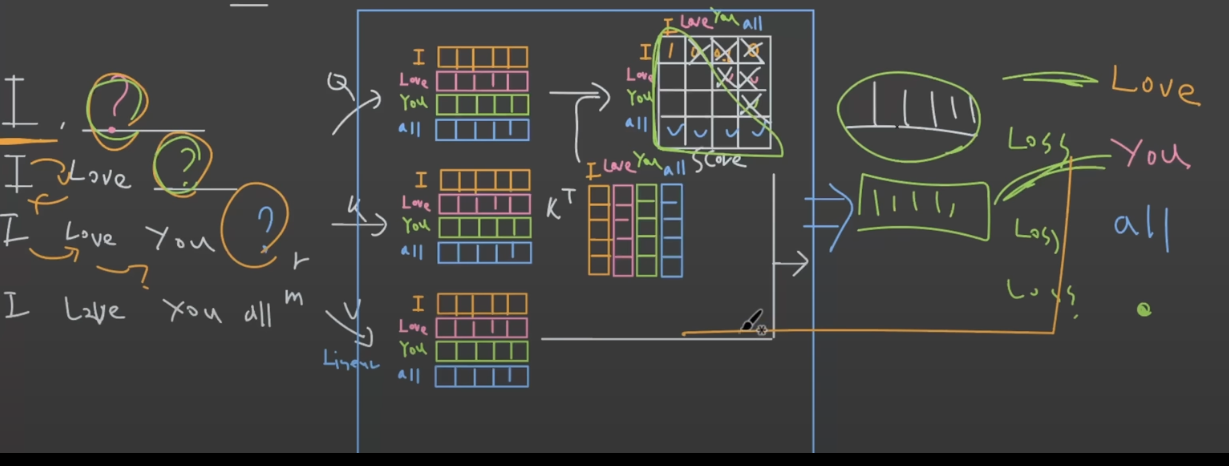 I Love You all
I, ?
I Love ?
I Love You ?
I Love You all
r
m
Q
K
V
Linear
I
Love
You
all
I
Love
You
all
I
Love
You
all
I
Love
You
all
I 1
Score
I Love You all
K^T
Love
You
all
Loss
Loss
Loss